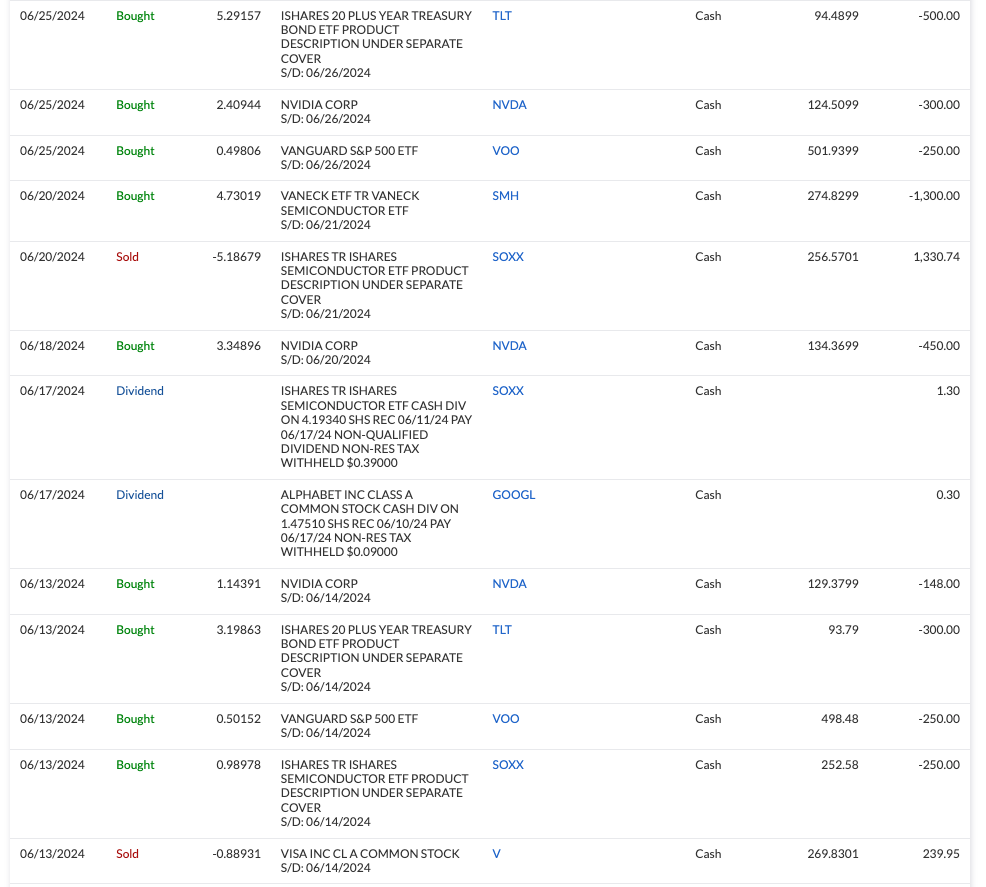 06/25/2024 Bought 5.29157 ISHARES 20 PLUS YEAR TREASURY TLT Cash 94.4899 -500.00
BOND ETF PRODUCT
DESCRIPTION UNDER SEPARATE
COVER
S/D: 06/26/2024
06/25/2024 Bought 2.40944 NVIDIA CORP NVDA Cash 124.5099 -300.00
S/D: 06/26/2024
06/25/2024 Bought 0.49806 VANGUARD S&P 500 ETF VOO Cash 501.9399 -250.00
S/D: 06/26/2024
06/20/2024 Bought 4.73019 VANECK ETF TR VANECK SMH Cash 274.8299 -1,300.00
SEMICONDUCTOR ETF
S/D: 06/21/2024
06/20/2024 Sold -5.18679 ISHARES TR ISHARES SOXX Cash 256.5701 1,330.74
SEMICONDUCTOR ETF PRODUCT
DESCRIPTION UNDER SEPARATE
COVER
S/D: 06/21/2024
06/18/2024 Bought 3.34896 NVIDIA CORP NVDA Cash 134.3699 -450.00
S/D: 06/20/2024
06/17/2024 Dividend ISHARES TR ISHARES SOXX Cash 1.30
SEMICONDUCTOR ETF CASH DIV
ON 4.19340 SHS REC 06/11/24 PAY
06/17/24 NON-QUALIFIED
DIVIDEND NON-RES TAX
WITHHELD $0.39000
06/17/2024 Dividend ALPHABET INC CLASS A GOOGL Cash 0.30
COMMON STOCK CASH DIV ON
1.47510 SHS REC 06/10/24 PAY
06/17/24 NON-RES TAX
WITHHELD $0.09000
06/13/2024 Bought 1.14391 NVIDIA CORP NVDA Cash 129.3799 -148.00
S/D: 06/14/2024
06/13/2024 Bought 3.19863 ISHARES 20 PLUS YEAR TREASURY TLT Cash 93.79 -300.00
BOND ETF PRODUCT
DESCRIPTION UNDER SEPARATE
COVER
S/D: 06/14/2024
06/13/2024 Bought 0.50152 VANGUARD S&P 500 ETF VOO Cash 498.48 -250.00
S/D: 06/14/2024
06/13/2024 Bought 0.98978 ISHARES TR ISHARES SOXX Cash 252.58 -250.00
SEMICONDUCTOR ETF PRODUCT
DESCRIPTION UNDER SEPARATE
COVER
S/D: 06/14/2024
06/13/2024 Sold -0.88931 VISA INC CL A COMMON STOCK V Cash 269.8301 239.95
S/D: 06/14/2024